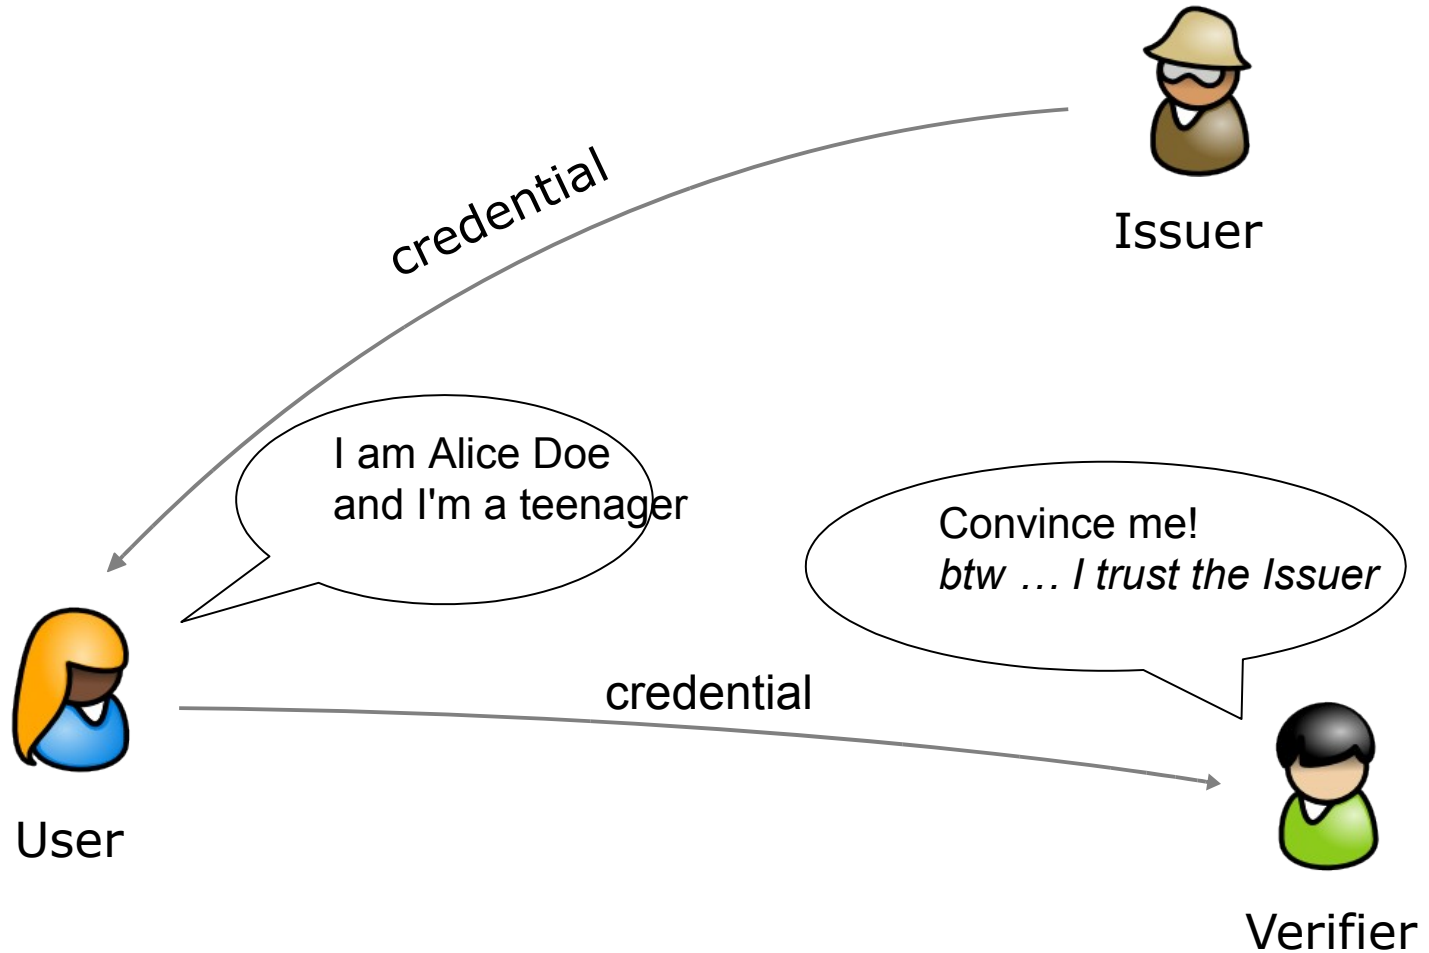 credential
Issuer
I am Alice Doe
and I'm a teenager
Convince me!
btw … I trust the Issuer
credential
User
Verifier